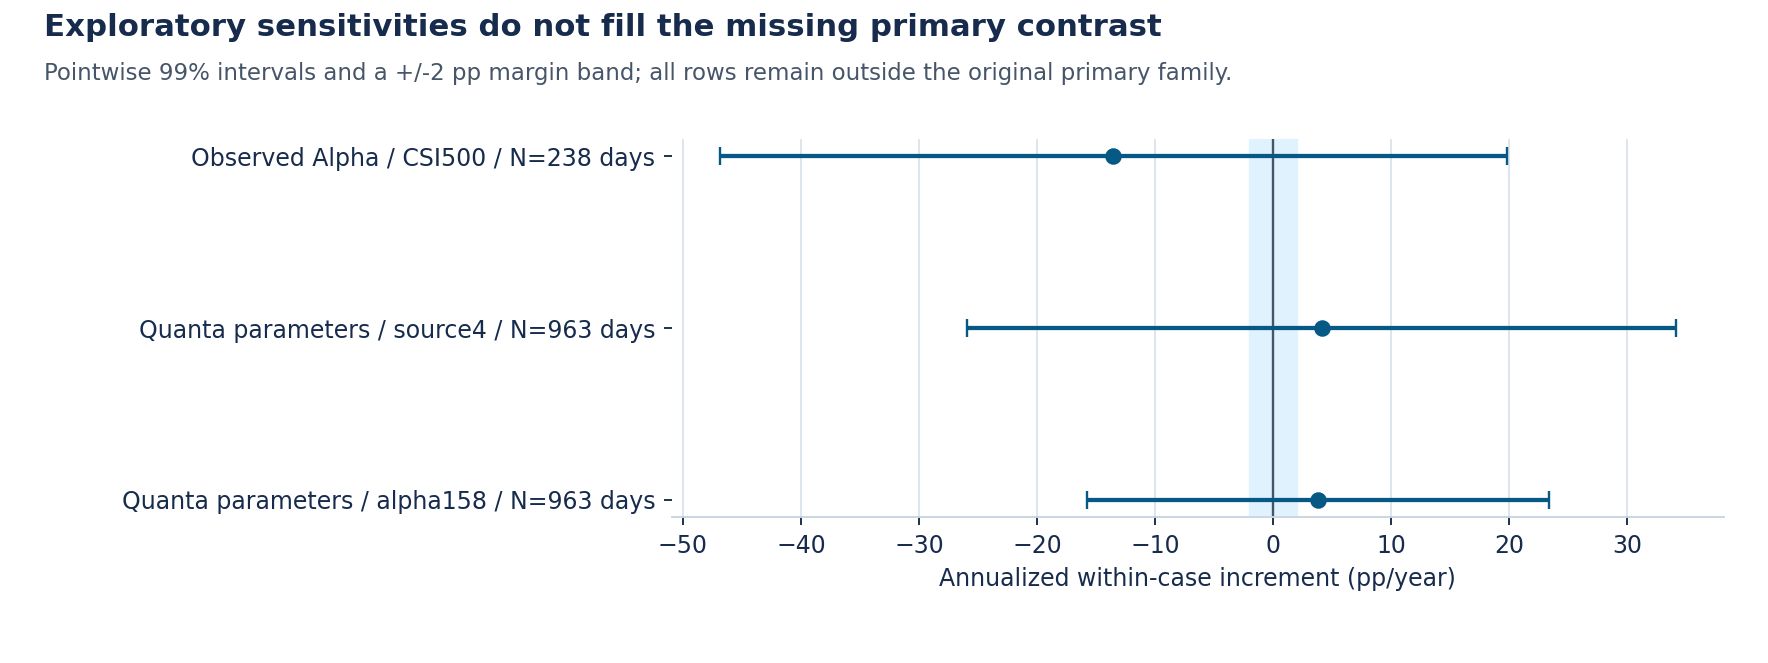 Exploratory sensitivities do not fill the missing primary contrast
Pointwise 99% intervals and a +/-2 pp margin band; all rows remain outside the original primary family.
Observed Alpha / CSI500 / N=238 days
Quanta parameters / source4 / N=963 days
Quanta parameters / alpha158 / N=963 days
−50 −40 −30 −20 −10 0 10 20 30
Annualized within-case increment (pp/year)